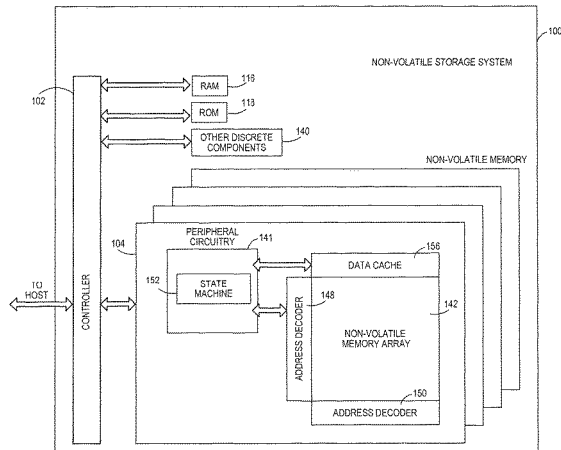 100
NON-VOLATILE STORAGE SYSTEM
102
RAM
116
ROM
118
OTHER DISCRETE
COMPONENTS
140
NON-VOLATILE MEMORY
104
PERIPHERAL
CIRCUITRY
141
152
STATE
MACHINE
DATA CACHE
156
148
142
ADDRESS DECODER
NON-VOLATILE
MEMORY ARRAY
150
ADDRESS DECODER
TO
HOST
CONTROLLER